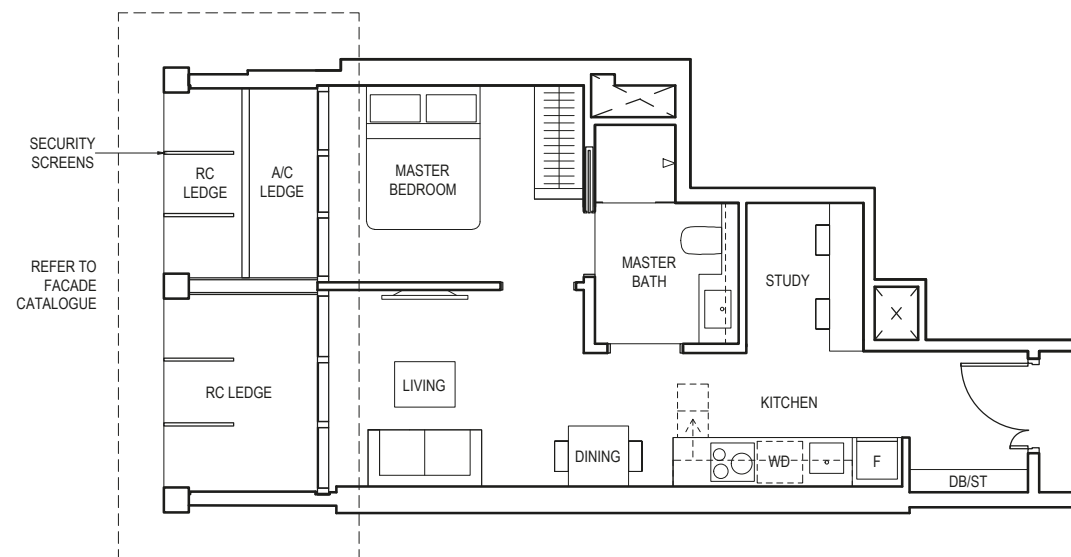 SECURITY
SCREENS
RC
LEDGE
A/C
LEDGE
MASTER
BEDROOM
REFER TO
FACADE
CATALOGUE
MASTER
BATH
STUDY
RC LEDGE
LIVING
KITCHEN
DINING
WD
F
DB/ST